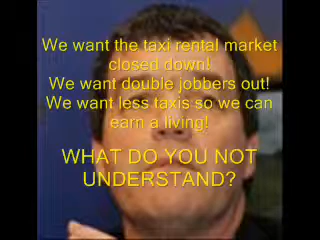 We want the taxi rental market
closed down!
We want double jobbers out!
We want less taxis so we can
earn a living!
WHAT DO YOU NOT
UNDERSTAND?